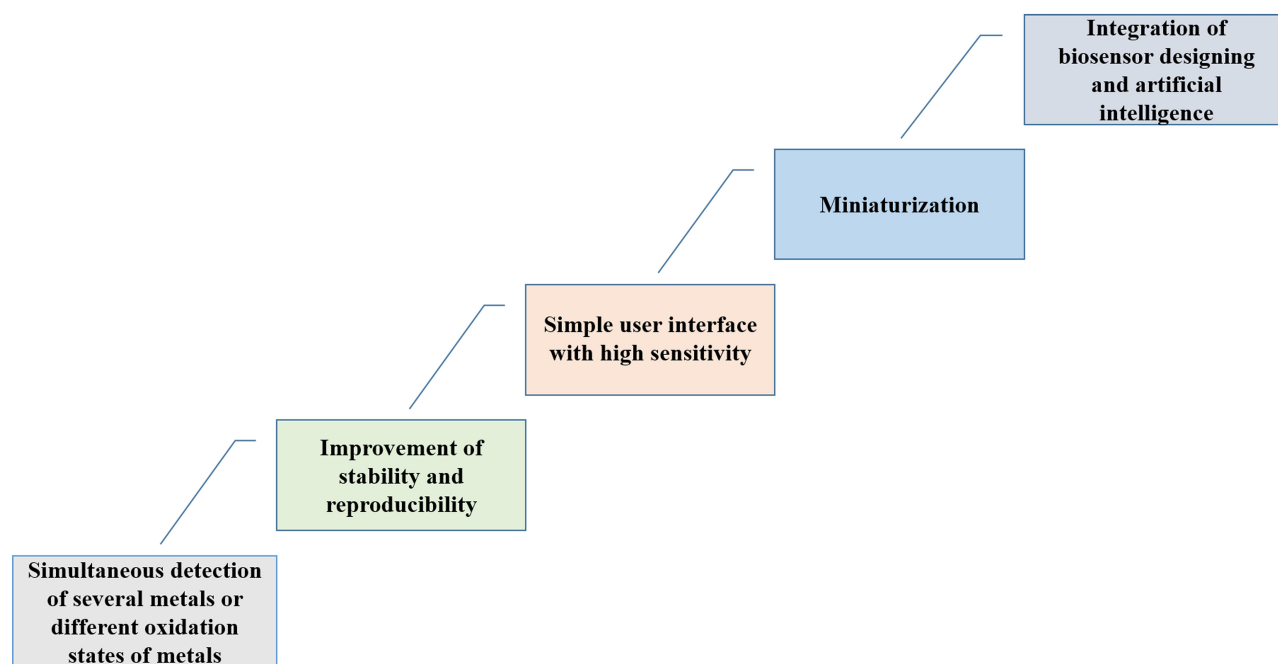 Integration of
biosensor designing
and artificial
intelligence
Miniaturization
Simple user interface
with high sensitivity
Improvement of
stability and
reproducibility
Simultaneous detection
of several metals or
different oxidation
states of metals